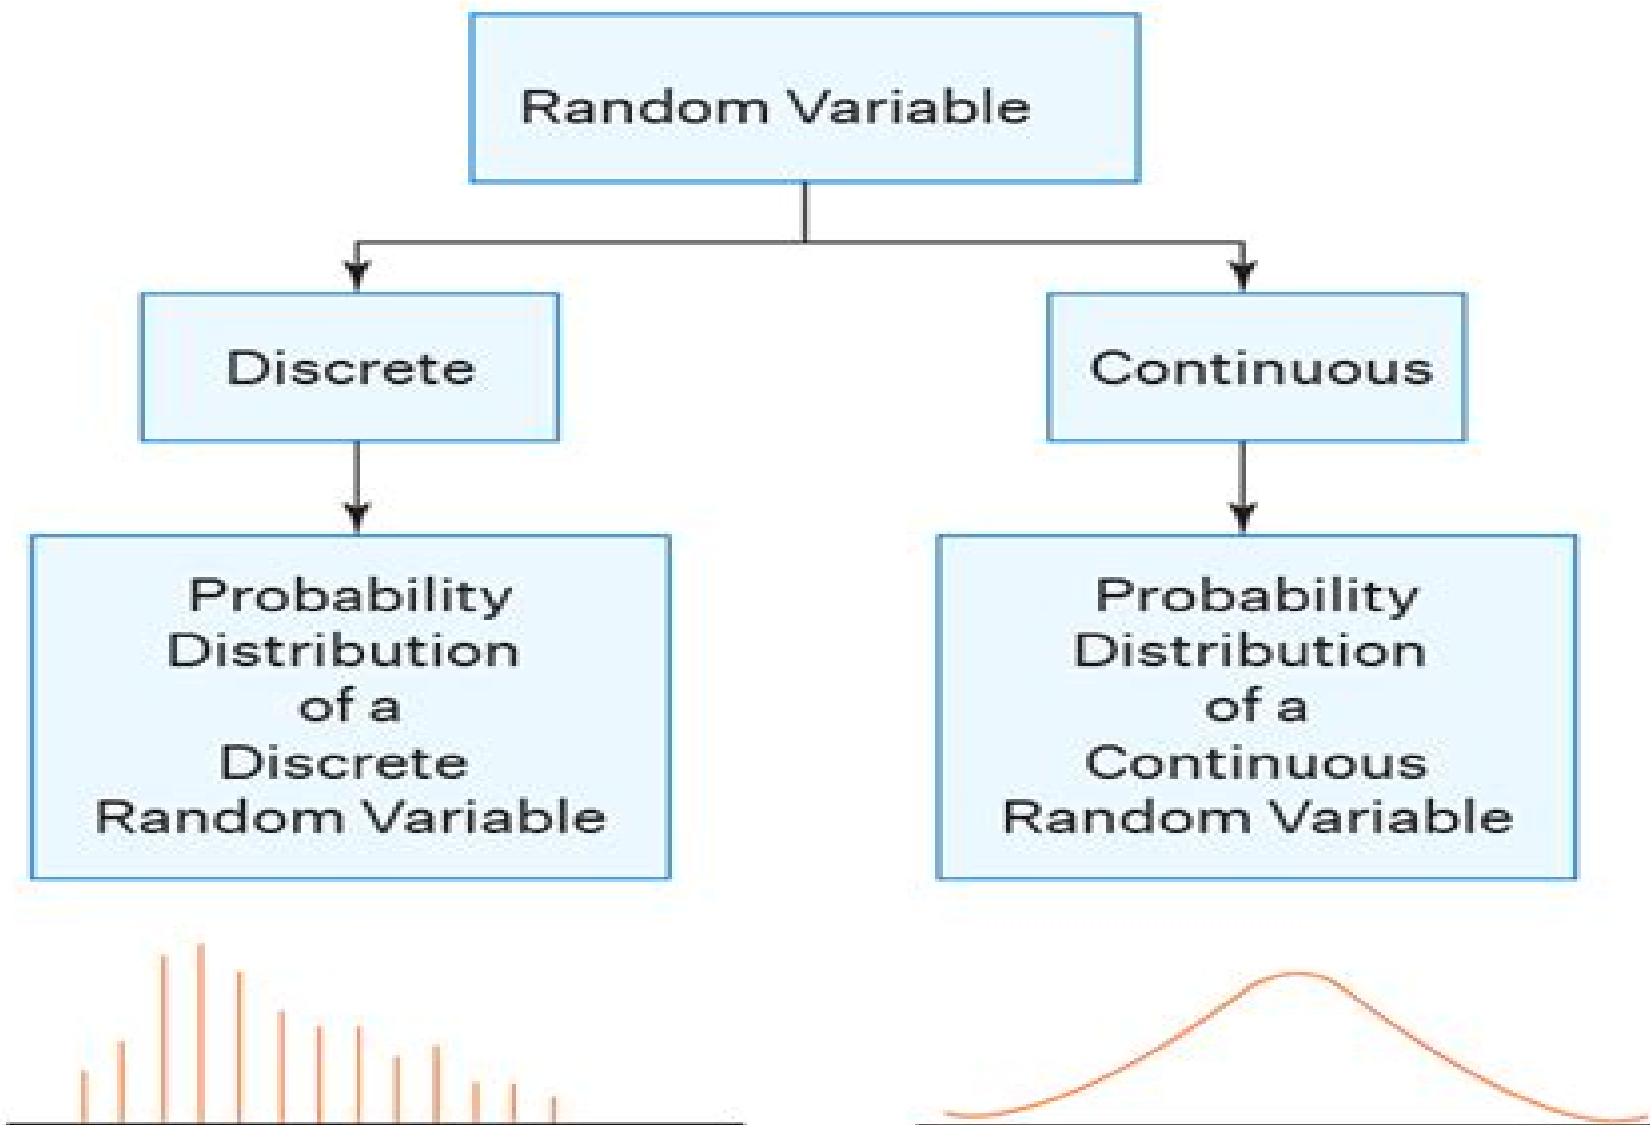 Random Variable
Discrete
Continuous
Probability
Distribution
of a
Discrete
Random Variable
Probability
Distribution
of a
Continuous
Random Variable